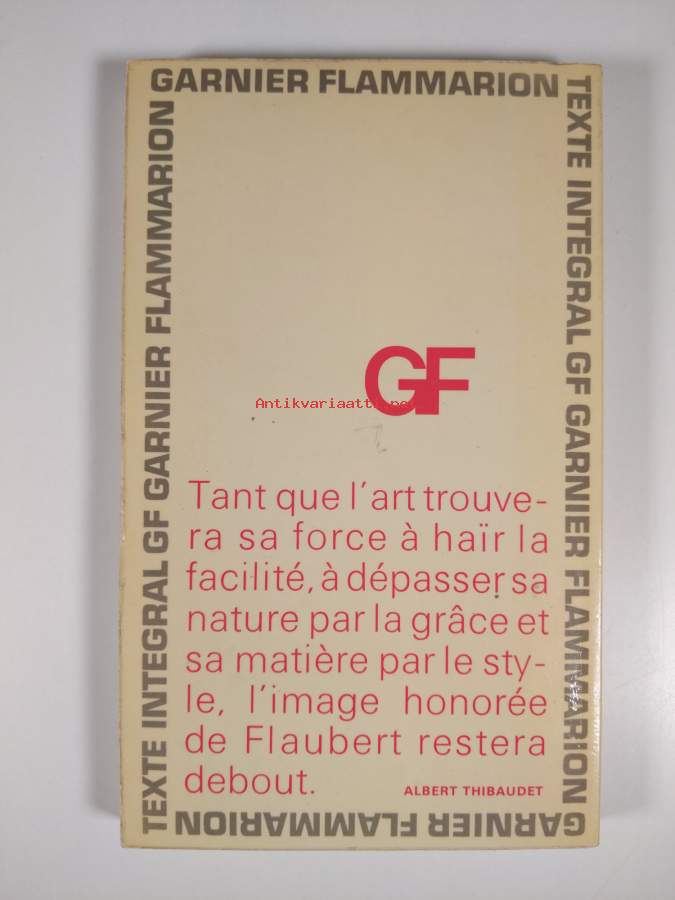 GARNIER FLAMMARION
TEXTE INTEGRAL GF GARNIER FLAMMARION
GARNIER FLAMMARION
TEXTE INTEGRAL GF GARNIER FLAMMARION
GF
Tant que l'art trouve-
ra sa force à haïr la
facilité, à dépasser sa
nature par la grâce et
sa matière par le sty-
le, l'image honorée
de Flaubert restera
debout.
ALBERT THIBAUDET